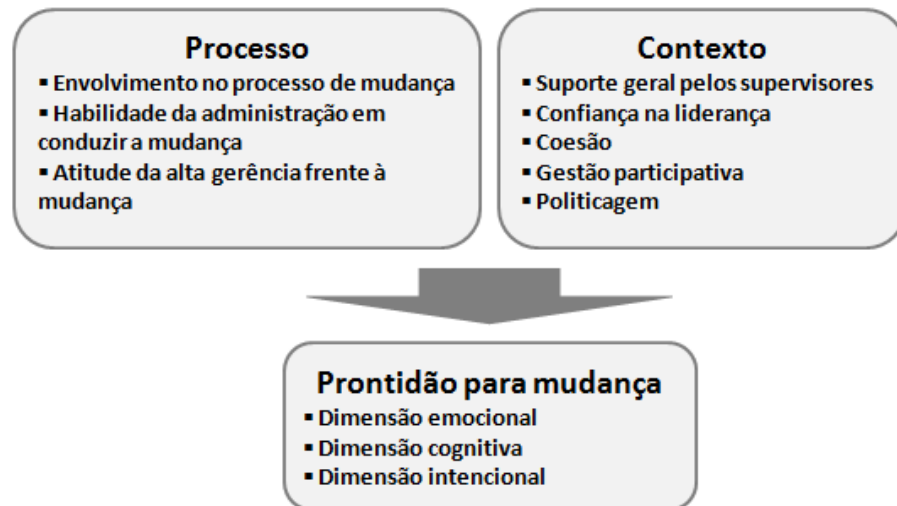 Processo
▪ Envolvimento no processo de mudança
▪ Habilidade da administração em
conduzir a mudança
▪ Atitude da alta gerência frente à
mudança
Contexto
▪ Suporte geral pelos supervisores
▪ Confiança na liderança
▪ Coesão
▪ Gestão participativa
▪ Politicagem
Prontidão para mudança
▪ Dimensão emocional
▪ Dimensão cognitiva
▪ Dimensão intencional